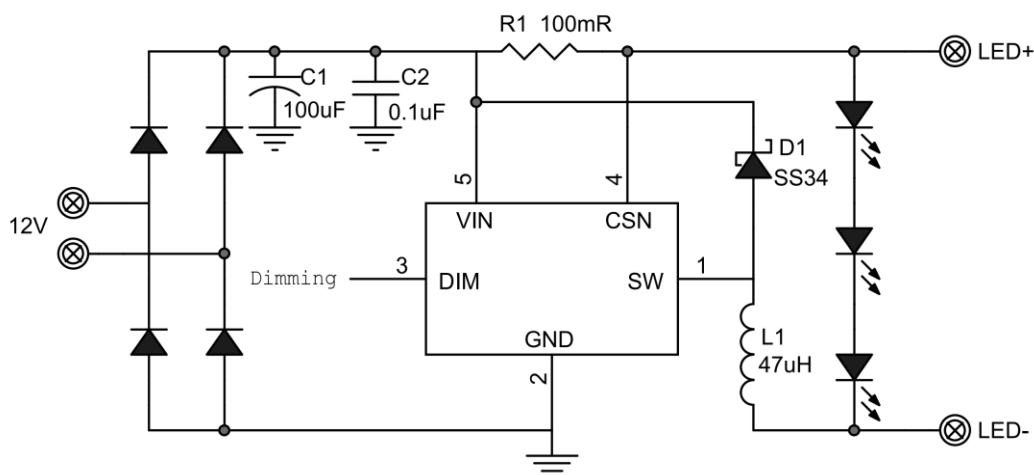 R1 100mR
LED+
C1
100uF
C2
0.1uF
D1
SS34
5
4
12V
VIN
CSN
Dimming
3
DIM
SW
1
GND
2
L1
47uH
LED-